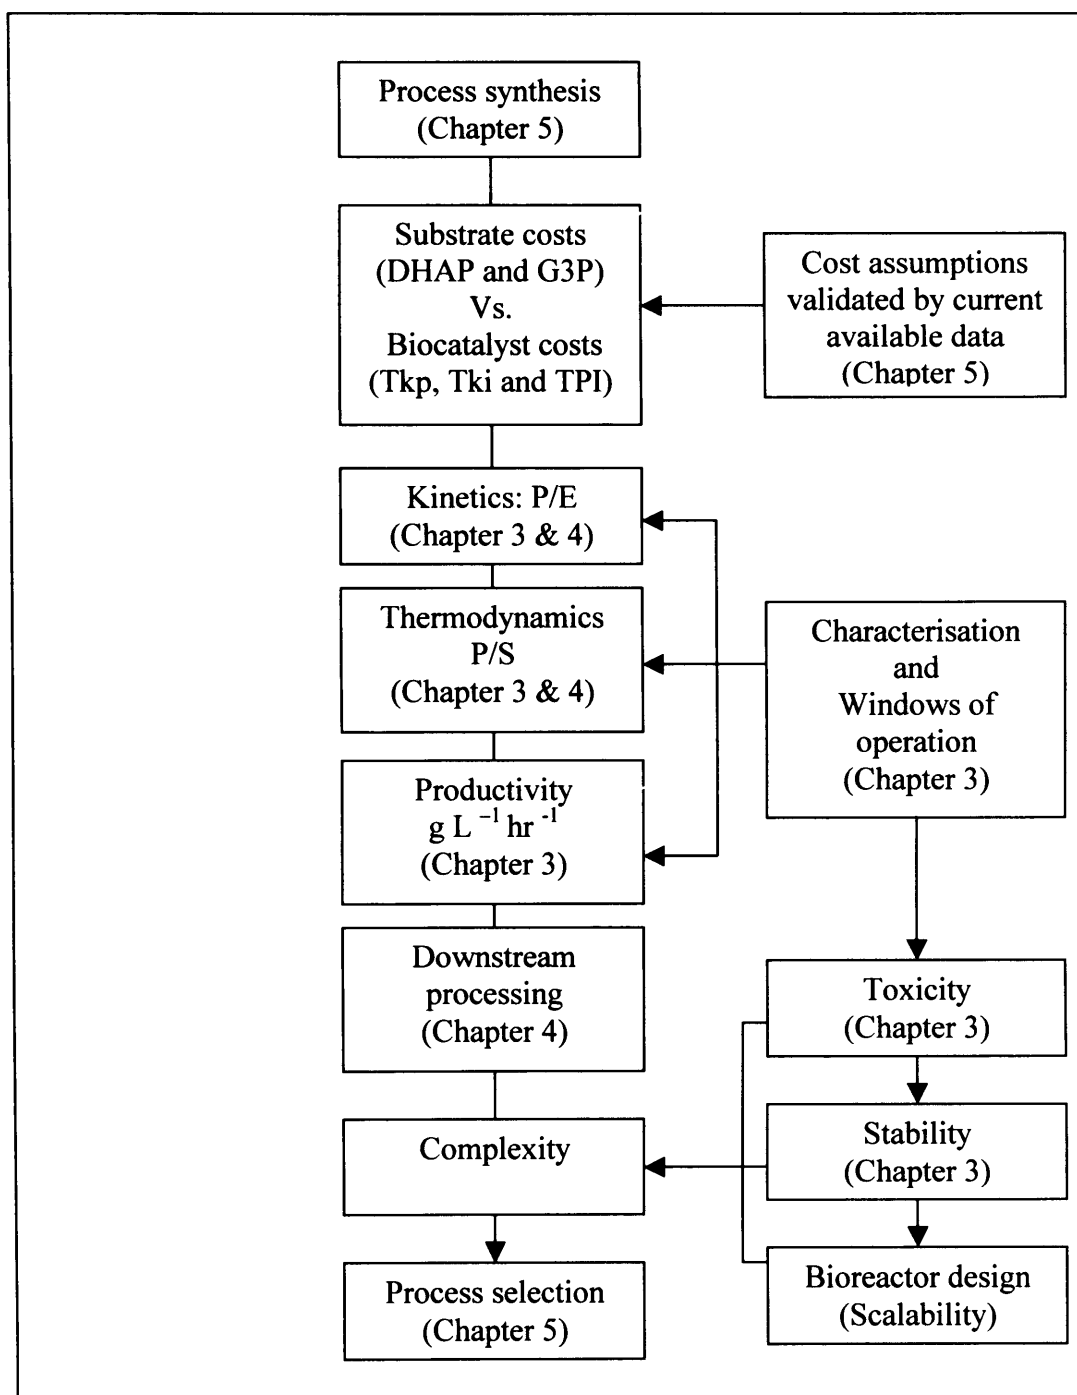 Process synthesis
(Chapter 5)
Substrate costs
(DHAP and G3P)
Vs.
Biocatalyst costs
(Tkp, Tki and TPI)
Cost assumptions
validated by current
available data
(Chapter 5)
Kinetics: P/E
(Chapter 3 & 4)
Thermodynamics
P/S
(Chapter 3 & 4)
Characterisation
and
Windows of
operation
(Chapter 3)
Productivity
g L ⁻¹ hr ⁻¹
(Chapter 3)
Downstream
processing
(Chapter 4)
Toxicity
(Chapter 3)
Complexity
Stability
(Chapter 3)
Process selection
(Chapter 5)
Bioreactor design
(Scalability)